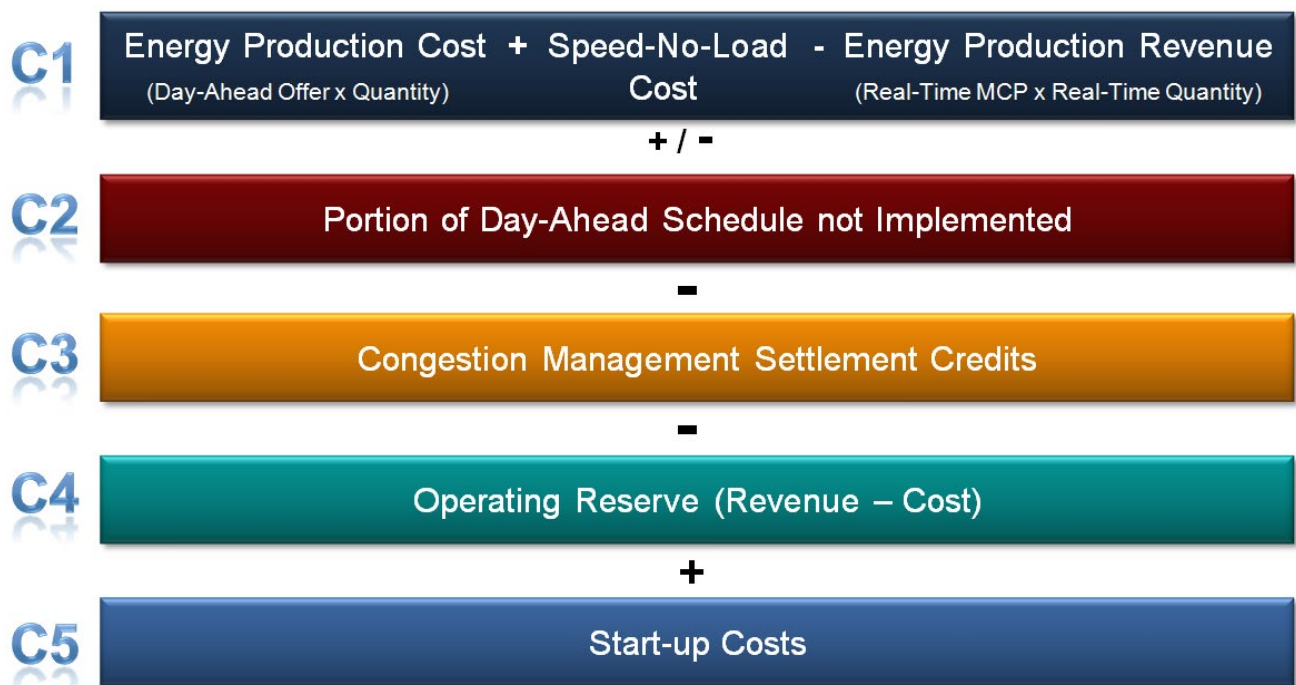 C1
Energy Production Cost + Speed-No-Load - Energy Production Revenue
Cost
(Day-Ahead Offer x Quantity) (Real-Time MCP x Real-Time Quantity)
+ / -
C2
Portion of Day-Ahead Schedule not Implemented
-
C3
Congestion Management Settlement Credits
-
C4
Operating Reserve (Revenue – Cost)
+
C5
Start-up Costs